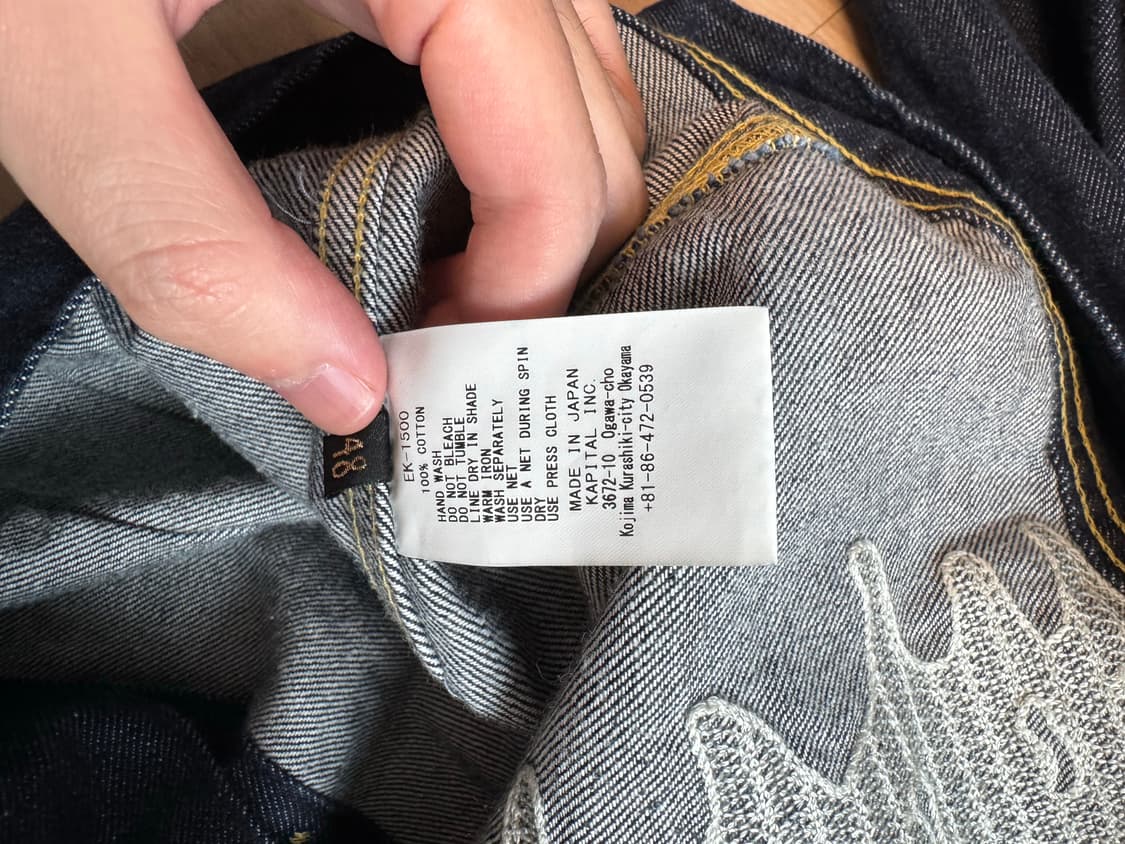 48
EK-1500
100% COTTON
HAND WASH
DO NOT BLEACH
DO NOT TUMBLE
LINE DRY IN SHADE
WARM IRON
WASH SEPARATELY
USE NET
USE A NET DURING SPIN
DRY
USE PRESS CLOTH
MADE IN JAPAN
KAPITAL INC.
3672-10 Ogawa-cho
Kojima Kurashiki-city Okayama
+81-86-472-0539